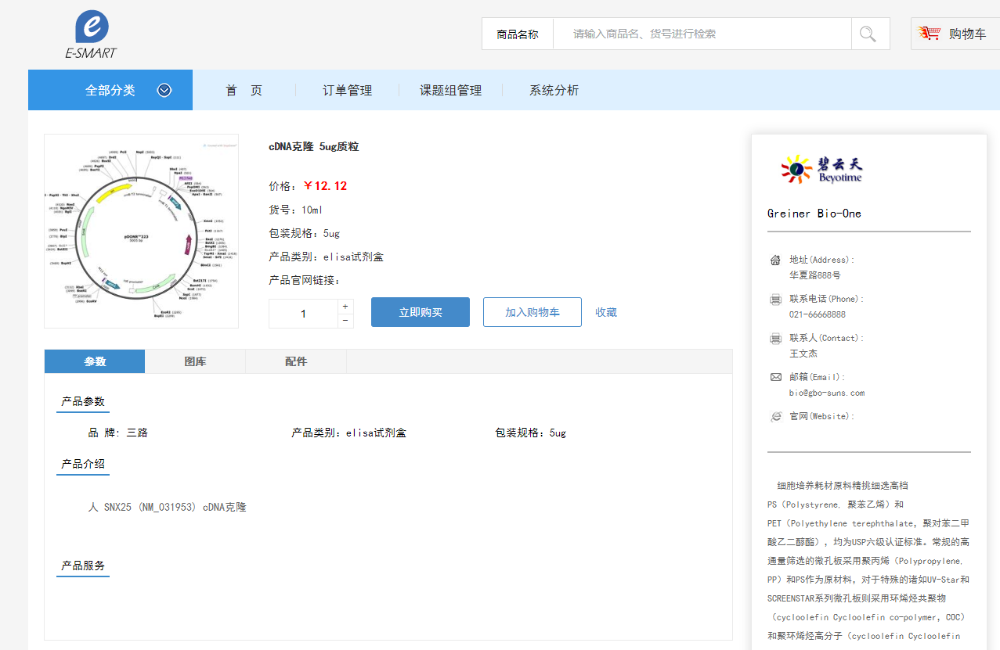 e
E-SMART
商品名称
请输入商品名、货号进行检索
购物车
全部分类
首 页
订单管理
课题组管理
系统分析
pDONR™223
5005 bp
cDNA克隆 5ug质粒
价格：￥12.12
货号：10ml
包装规格：5ug
产品类别：elisa试剂盒
产品官网链接：
1
+
−
立即购买
加入购物车
收藏
参数
图库
配件
产品参数
品 牌：三路
产品类别：elisa试剂盒
包装规格：5ug
产品介绍
人 SNX25 (NM_031953) cDNA克隆
产品服务
碧云天
Beyotime
Greiner Bio-One
地址(Address):
华夏路888号
联系电话(Phone):
021-66668888
联系人(Contact):
王文杰
邮箱(Email):
bio@gbo-suns.com
官网(Website):
细胞培养耗材原料精挑细选高档
PS（Polystyrene, 聚苯乙烯）和
PET（Polyethylene terephthalate，聚对苯二甲
酸乙二醇酯），均为USP六级认证标准。常规的高
通量筛选的微孔板采用聚丙烯（Polypropylene,
PP）和PS作为原材料，对于特殊的诸如UV-Star和
SCREENSTAR系列微孔板则采用环烯烃共聚物
（cycloolefin Cycloolefin co-polymer，COC）
和聚环烯烃高分子（cycloolefin Cycloolefin